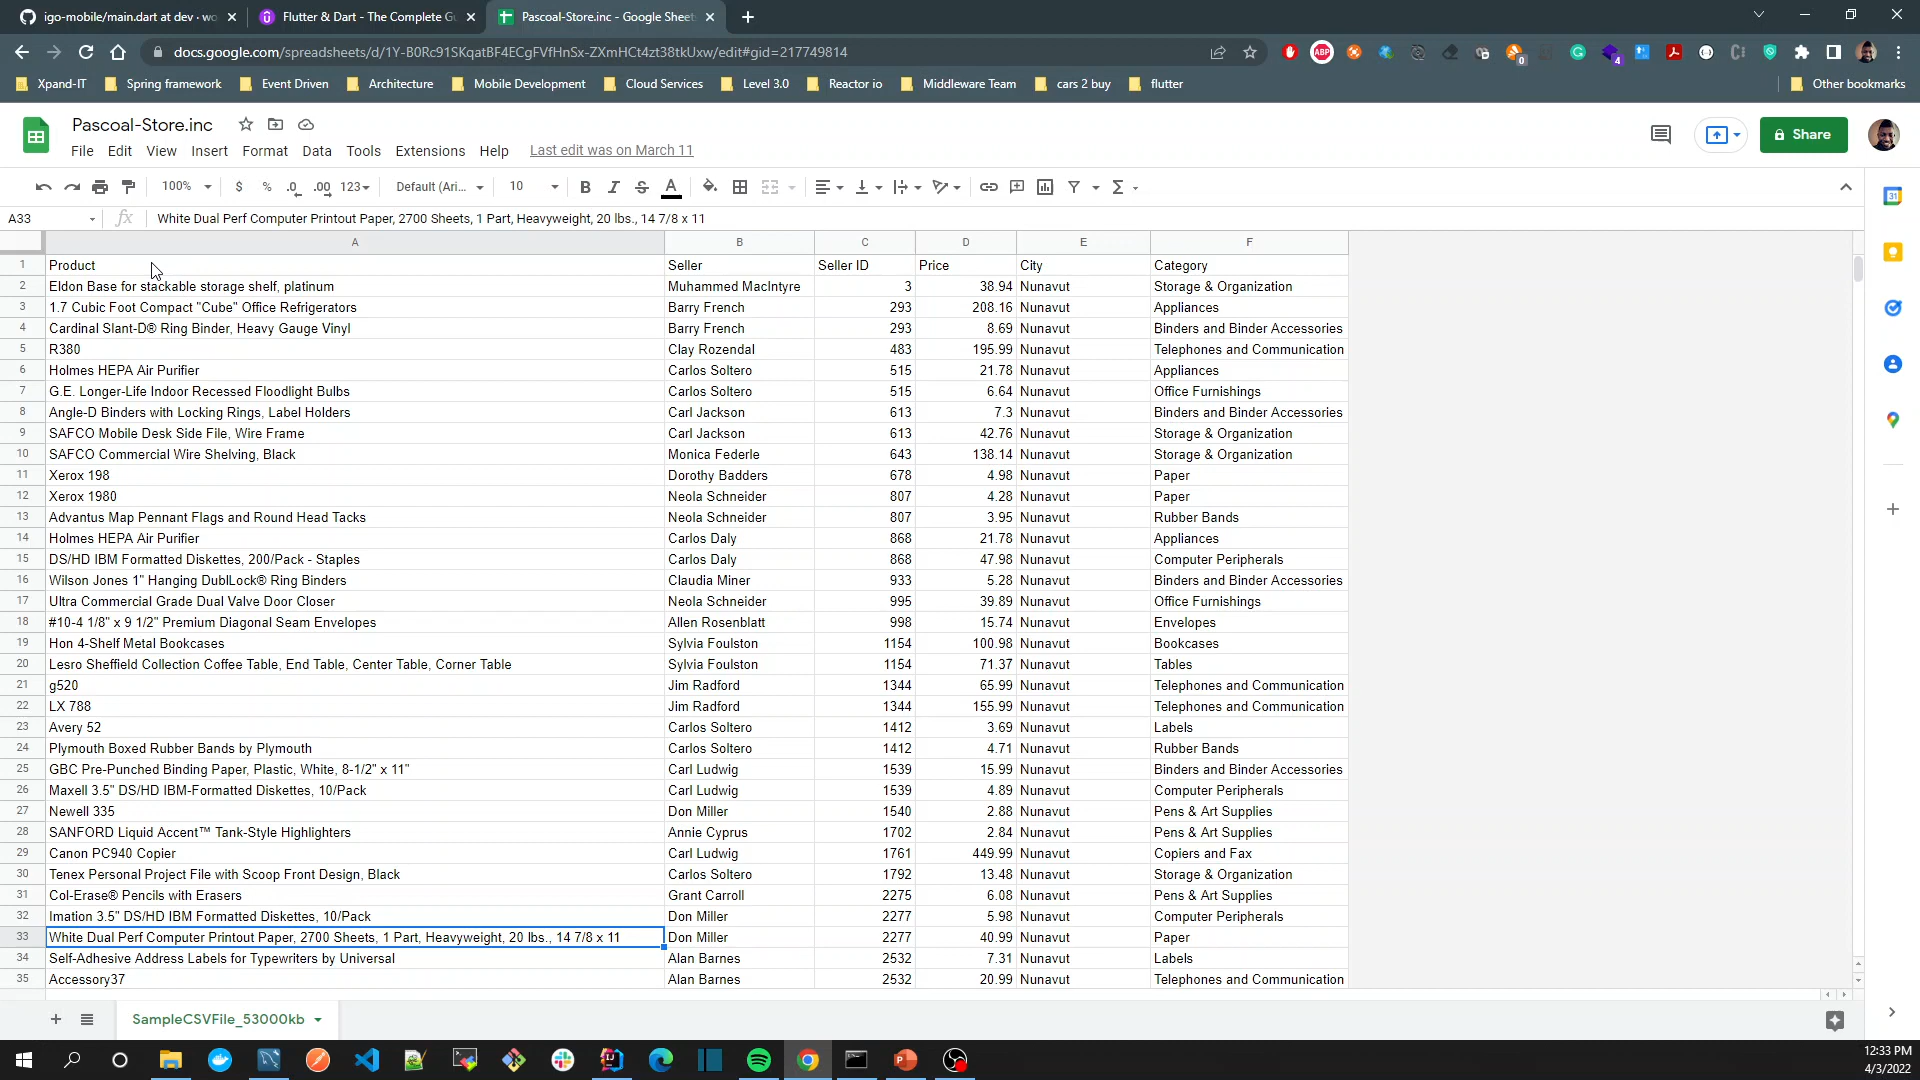 igo-mobile/main.dart at dev · wo
Flutter & Dart - The Complete Gu
Pascoal-Store.inc - Google Sheet
docs.google.com/spreadsheets/d/1Y-B0Rc91SKqatBF4ECgFVfHnSx-ZXmHCt4zt38tkUxw/edit#gid=217749814
Xpand-IT Spring framework Event Driven Architecture Mobile Development Cloud Services Level 3.0 Reactor io Middleware Team cars 2 buy flutter Other bookmarks
Pascoal-Store.inc
Share
File Edit View Insert Format Data Tools Extensions Help Last edit was on March 11
100% $ % .0 .00 123 Default (Ari... 10 B I S A
A33 fx White Dual Perf Computer Printout Paper, 2700 Sheets, 1 Part, Heavyweight, 20 lbs., 14 7/8 x 11
A B C D E F
1 Product Seller Seller ID Price City Category
2 Eldon Base for stackable storage shelf, platinum Muhammed MacIntyre 3 38.94 Nunavut Storage & Organization
3 1.7 Cubic Foot Compact "Cube" Office Refrigerators Barry French 293 208.16 Nunavut Appliances
4 Cardinal Slant-D® Ring Binder, Heavy Gauge Vinyl Barry French 293 8.69 Nunavut Binders and Binder Accessories
5 R380 Clay Rozendal 483 195.99 Nunavut Telephones and Communication
6 Holmes HEPA Air Purifier Carlos Soltero 515 21.78 Nunavut Appliances
7 G.E. Longer-Life Indoor Recessed Floodlight Bulbs Carlos Soltero 515 6.64 Nunavut Office Furnishings
8 Angle-D Binders with Locking Rings, Label Holders Carl Jackson 613 7.3 Nunavut Binders and Binder Accessories
9 SAFCO Mobile Desk Side File, Wire Frame Carl Jackson 613 42.76 Nunavut Storage & Organization
10 SAFCO Commercial Wire Shelving, Black Monica Federle 643 138.14 Nunavut Storage & Organization
11 Xerox 198 Dorothy Badders 678 4.98 Nunavut Paper
12 Xerox 1980 Neola Schneider 807 4.28 Nunavut Paper
13 Advantus Map Pennant Flags and Round Head Tacks Neola Schneider 807 3.95 Nunavut Rubber Bands
14 Holmes HEPA Air Purifier Carlos Daly 868 21.78 Nunavut Appliances
15 DS/HD IBM Formatted Diskettes, 200/Pack - Staples Carlos Daly 868 47.98 Nunavut Computer Peripherals
16 Wilson Jones 1" Hanging DublLock® Ring Binders Claudia Miner 933 5.28 Nunavut Binders and Binder Accessories
17 Ultra Commercial Grade Dual Valve Door Closer Neola Schneider 995 39.89 Nunavut Office Furnishings
18 #10-4 1/8" x 9 1/2" Premium Diagonal Seam Envelopes Allen Rosenblatt 998 15.74 Nunavut Envelopes
19 Hon 4-Shelf Metal Bookcases Sylvia Foulston 1154 100.98 Nunavut Bookcases
20 Lesro Sheffield Collection Coffee Table, End Table, Center Table, Corner Table Sylvia Foulston 1154 71.37 Nunavut Tables
21 g520 Jim Radford 1344 65.99 Nunavut Telephones and Communication
22 LX 788 Jim Radford 1344 155.99 Nunavut Telephones and Communication
23 Avery 52 Carlos Soltero 1412 3.69 Nunavut Labels
24 Plymouth Boxed Rubber Bands by Plymouth Carlos Soltero 1412 4.71 Nunavut Rubber Bands
25 GBC Pre-Punched Binding Paper, Plastic, White, 8-1/2" x 11" Carl Ludwig 1539 15.99 Nunavut Binders and Binder Accessories
26 Maxell 3.5" DS/HD IBM-Formatted Diskettes, 10/Pack Carl Ludwig 1539 4.89 Nunavut Computer Peripherals
27 Newell 335 Don Miller 1540 2.88 Nunavut Pens & Art Supplies
28 SANFORD Liquid Accent™ Tank-Style Highlighters Annie Cyprus 1702 2.84 Nunavut Pens & Art Supplies
29 Canon PC940 Copier Carl Ludwig 1761 449.99 Nunavut Copiers and Fax
30 Tenex Personal Project File with Scoop Front Design, Black Carlos Soltero 1792 13.48 Nunavut Storage & Organization
31 Col-Erase® Pencils with Erasers Grant Carroll 2275 6.08 Nunavut Pens & Art Supplies
32 Imation 3.5" DS/HD IBM Formatted Diskettes, 10/Pack Don Miller 2277 5.98 Nunavut Computer Peripherals
33 White Dual Perf Computer Printout Paper, 2700 Sheets, 1 Part, Heavyweight, 20 lbs., 14 7/8 x 11 Don Miller 2277 40.99 Nunavut Paper
34 Self-Adhesive Address Labels for Typewriters by Universal Alan Barnes 2532 7.31 Nunavut Labels
35 Accessory37 Alan Barnes 2532 20.99 Nunavut Telephones and Communication
SampleCSVFile_53000kb
12:33 PM
4/3/2022